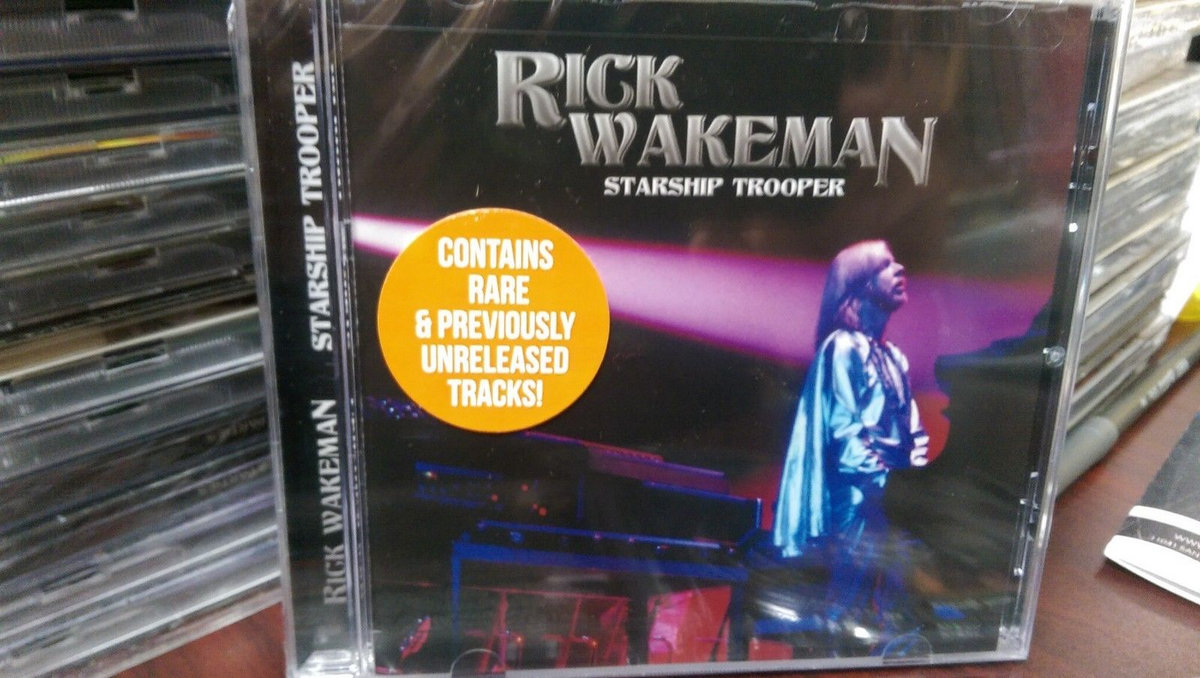 RICK
WAKEMAN
STARSHIP TROOPER
CONTAINS
RARE
& PREVIOUSLY
UNRELEASED
TRACKS!
RICK WAKEMAN STARSHIP TROOPER